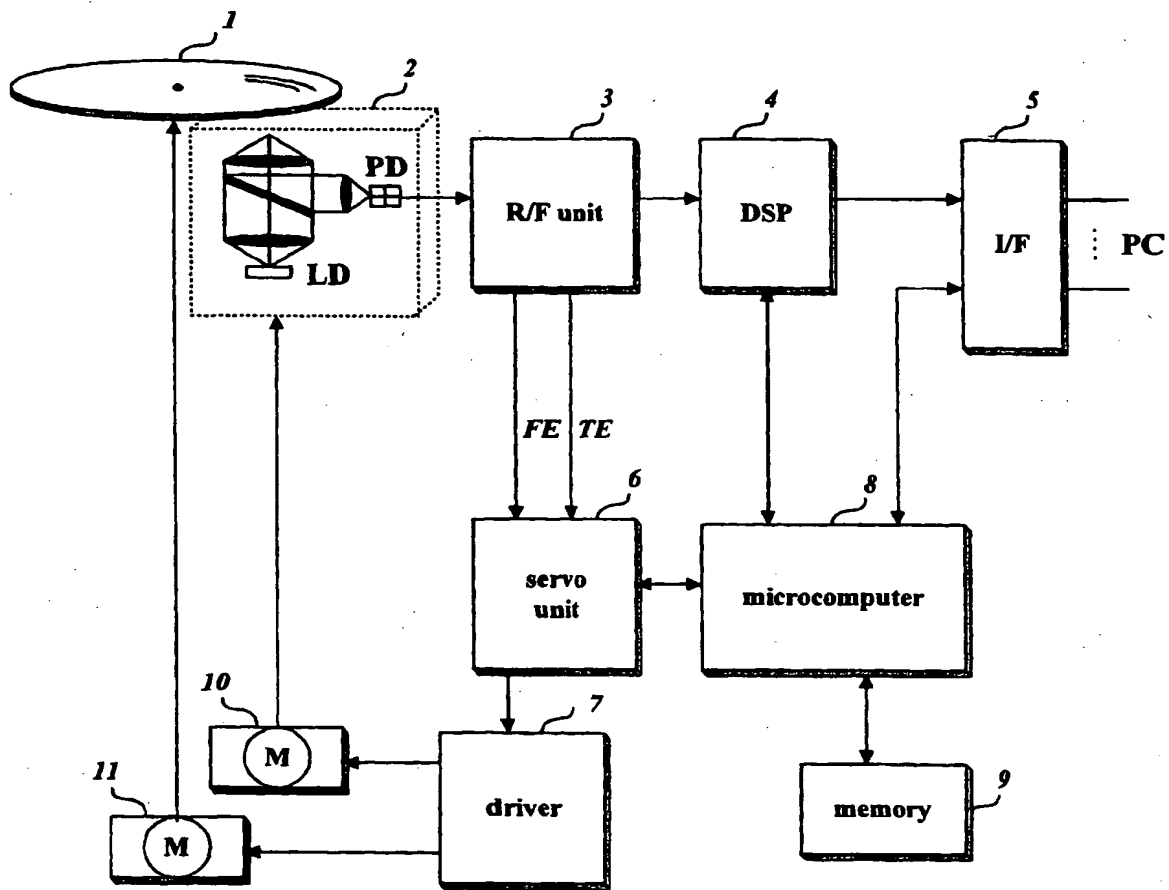 1
2
3
4
5
PD
LD
R/F unit
DSP
I/F
PC
FE TE
6
8
servo
unit
microcomputer
10
7
11
M
driver
M
memory
9